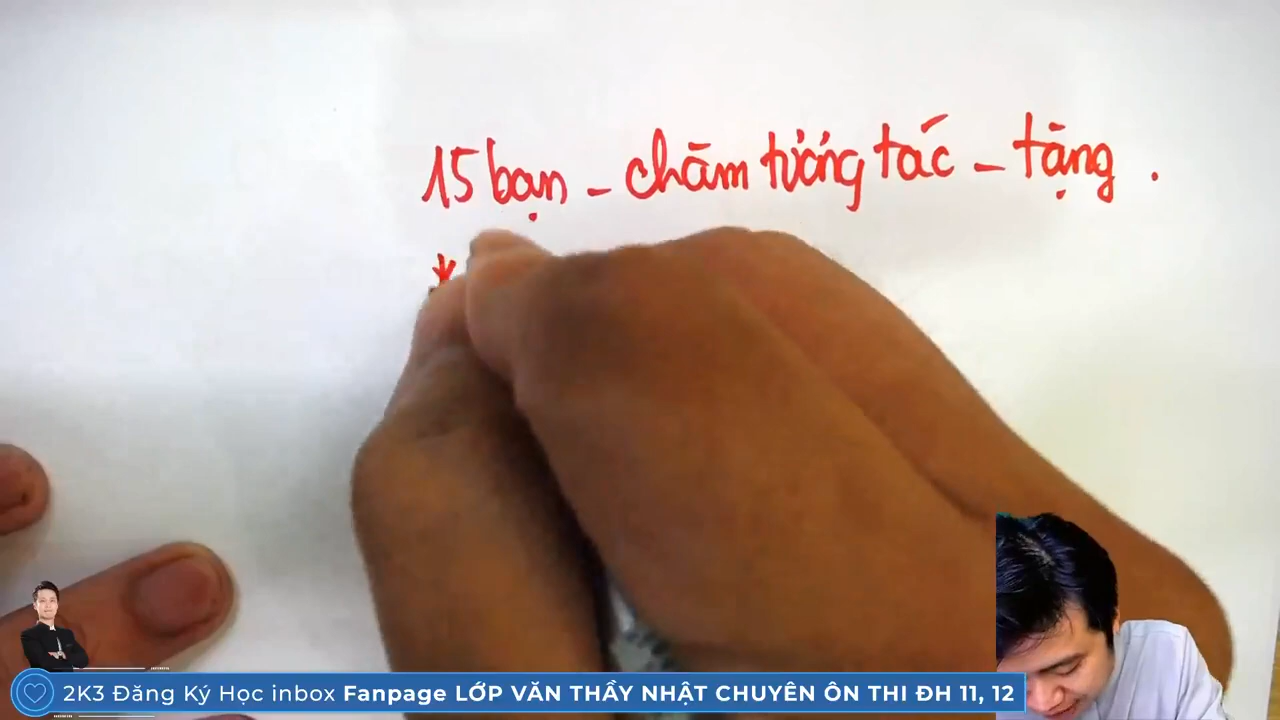 15 bạn - chăm tương tác - tặng.
*
2K3 Đăng Ký Học inbox Fanpage LỚP VĂN THẦY NHẬT CHUYÊN ÔN THI ĐH 11, 12